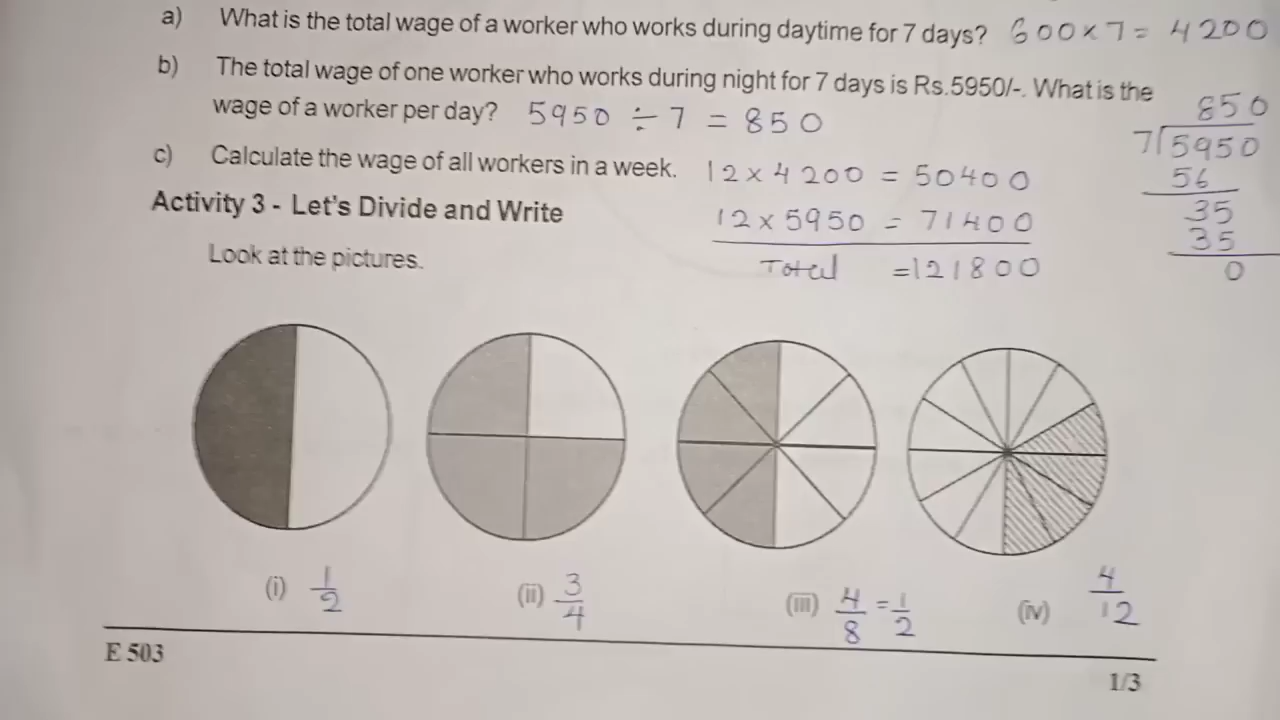 a) What is the total wage of a worker who works during daytime for 7 days? 600 × 7 = 4200
b) The total wage of one worker who works during night for 7 days is Rs.5950/-. What is the
wage of a worker per day? 5950 ÷ 7 = 850
850
7 5950
56
35
35
0
c) Calculate the wage of all workers in a week. 12 × 4200 = 50400
12 × 5950 = 71400
Total = 121800
Activity 3 - Let's Divide and Write
Look at the pictures.
(i) 1/2 (ii) 3/4 (iii) 4/8 = 1/2 (iv) 4/12
E 503
1/3